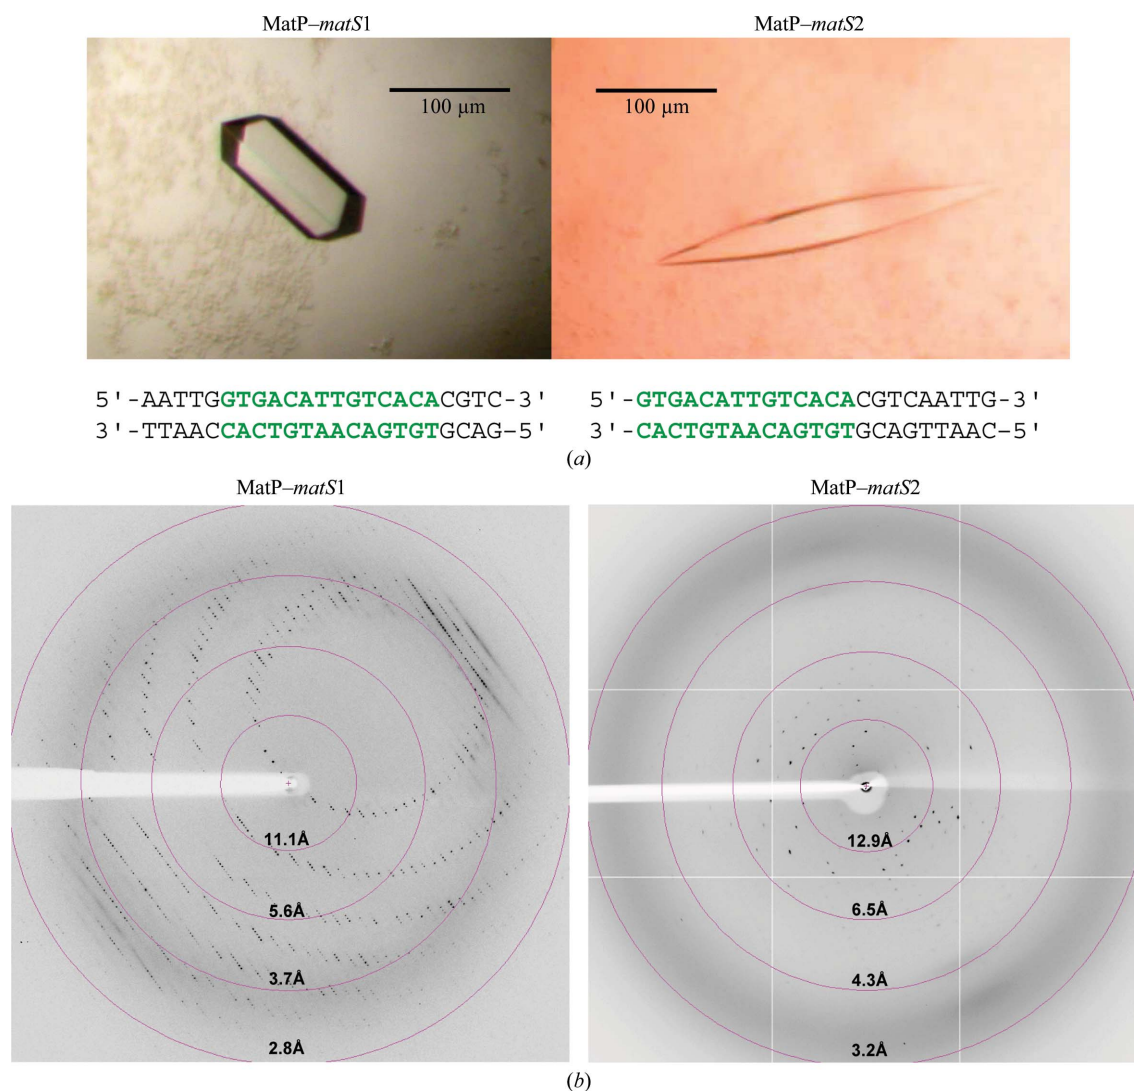 MatP–matS1
MatP–matS2
100 µm
100 µm
5'-AATTGGTGACATTGTCACACGTC-3'
3'-TTAACCACTGTAACAGTGTGCAG-5'
5'-GTGACATTGTCACACGTCAATTG-3'
3'-CACTGTAACAGTGTGCAGTTAAC-5'
(a)
MatP–matS1
MatP–matS2
11.1Å
5.6Å
3.7Å
2.8Å
12.9Å
6.5Å
4.3Å
3.2Å
(b)